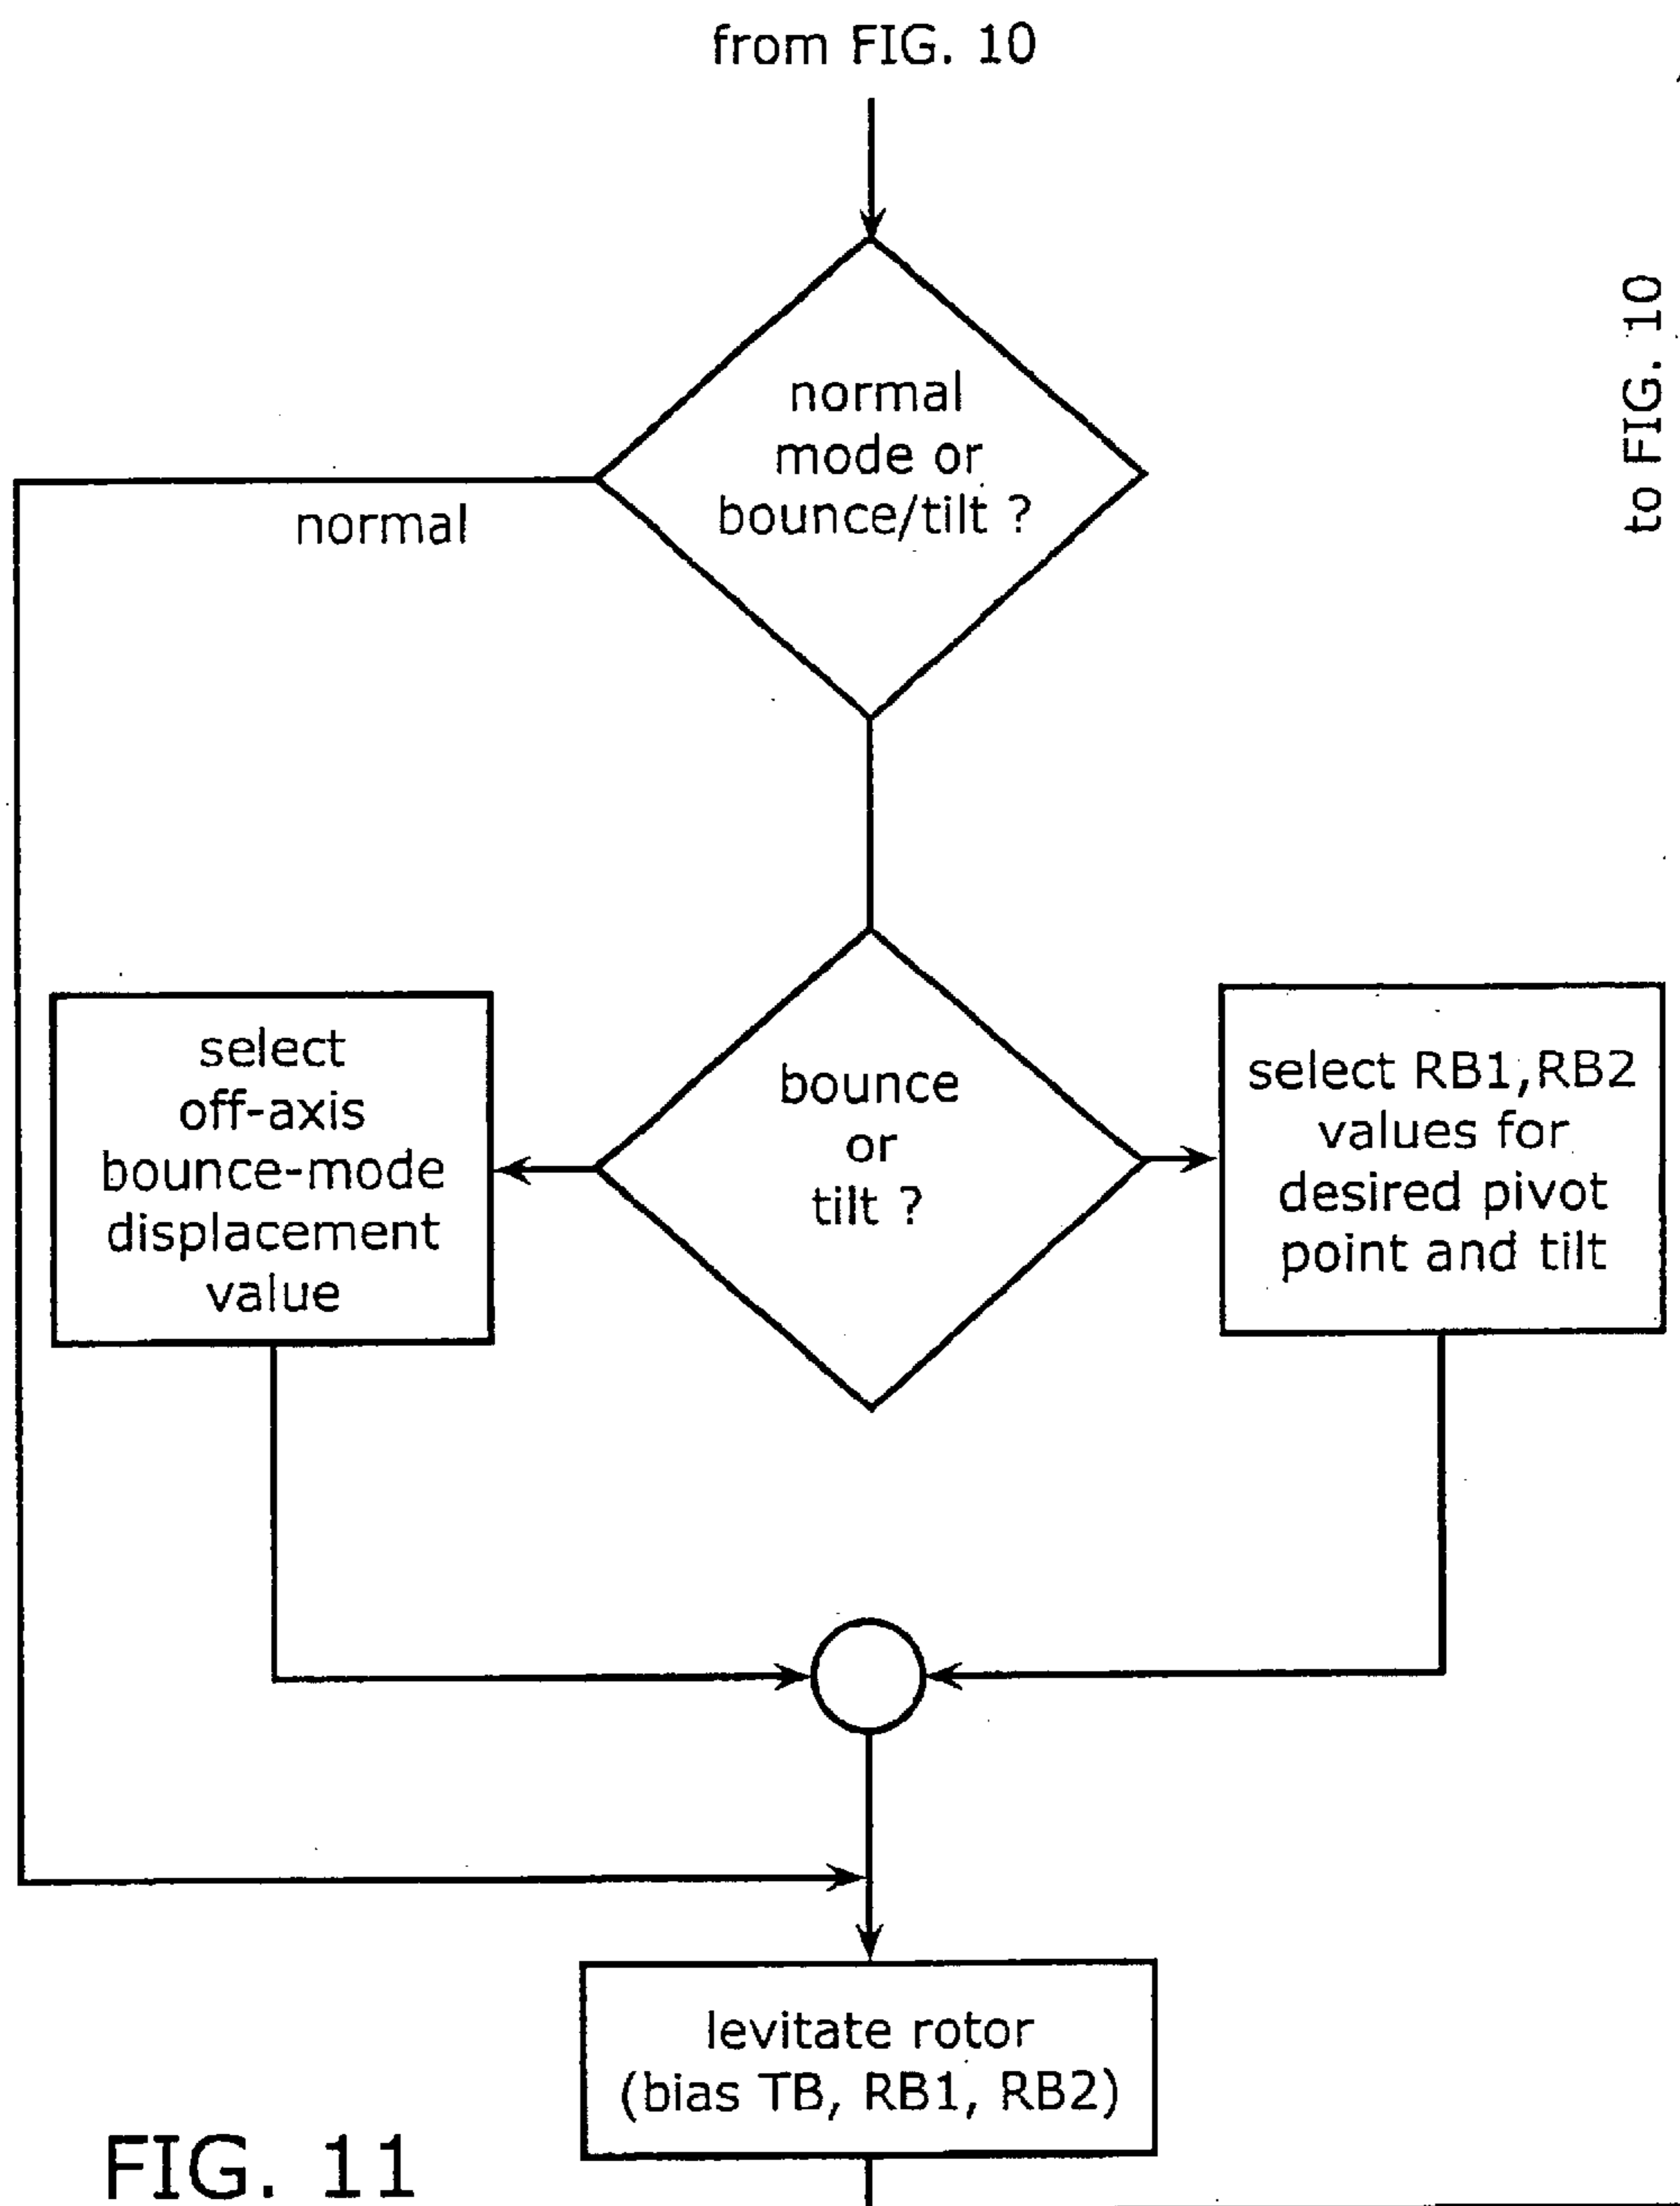 from FIG. 10
to FIG. 10
normal
mode or
bounce/tilt ?
normal
select
off-axis
bounce-mode
displacement
value
bounce
or
tilt ?
select RB1,RB2
values for
desired pivot
point and tilt
levitate rotor
(bias TB, RB1, RB2)
FIG. 11